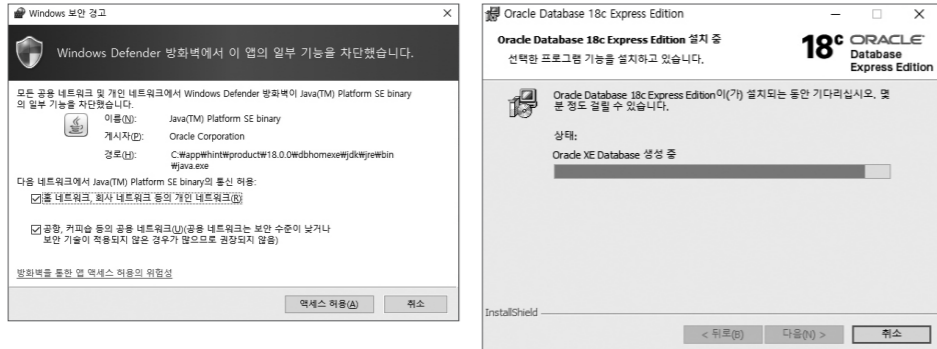 Windows 보안 경고
Windows Defender 방화벽에서 이 앱의 일부 기능을 차단했습니다.
모든 공용 네트워크 및 개인 네트워크에서 Windows Defender 방화벽이 Java(TM) Platform SE binary
의 일부 기능을 차단했습니다.
이름(N): Java(TM) Platform SE binary
게시자(P): Oracle Corporation
경로(H): C:₩app₩hint₩product₩18.0.0₩dbhomexe₩jdk₩jre₩bin
₩java.exe
다음 네트워크에서 Java(TM) Platform SE binary의 통신 허용:
홈 네트워크, 회사 네트워크 등의 개인 네트워크(R)
공항, 커피숍 등의 공용 네트워크(U)(공용 네트워크는 보안 수준이 낮거나
보안 기술이 적용되지 않은 경우가 많으므로 권장되지 않음)
방화벽을 통한 앱 액세스 허용의 위험성
액세스 허용(A) 취소
Oracle Database 18c Express Edition
Oracle Database 18c Express Edition 설치 중
선택한 프로그램 기능을 설치하고 있습니다.
18c ORACLE
Database
Express Edition
Oracle Database 18c Express Edition이(가) 설치되는 동안 기다리십시오. 몇
분 정도 걸릴 수 있습니다.
상태:
Oracle XE Database 생성 중
InstallShield
< 뒤로(B) 다음(N) > 취소